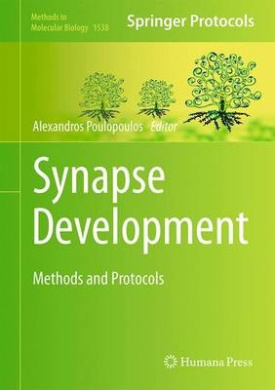 Methods in
Molecular Biology 1538
Springer Protocols
Alexandros Poulopoulos Editor
Synapse
Development
Methods and Protocols
Humana Press